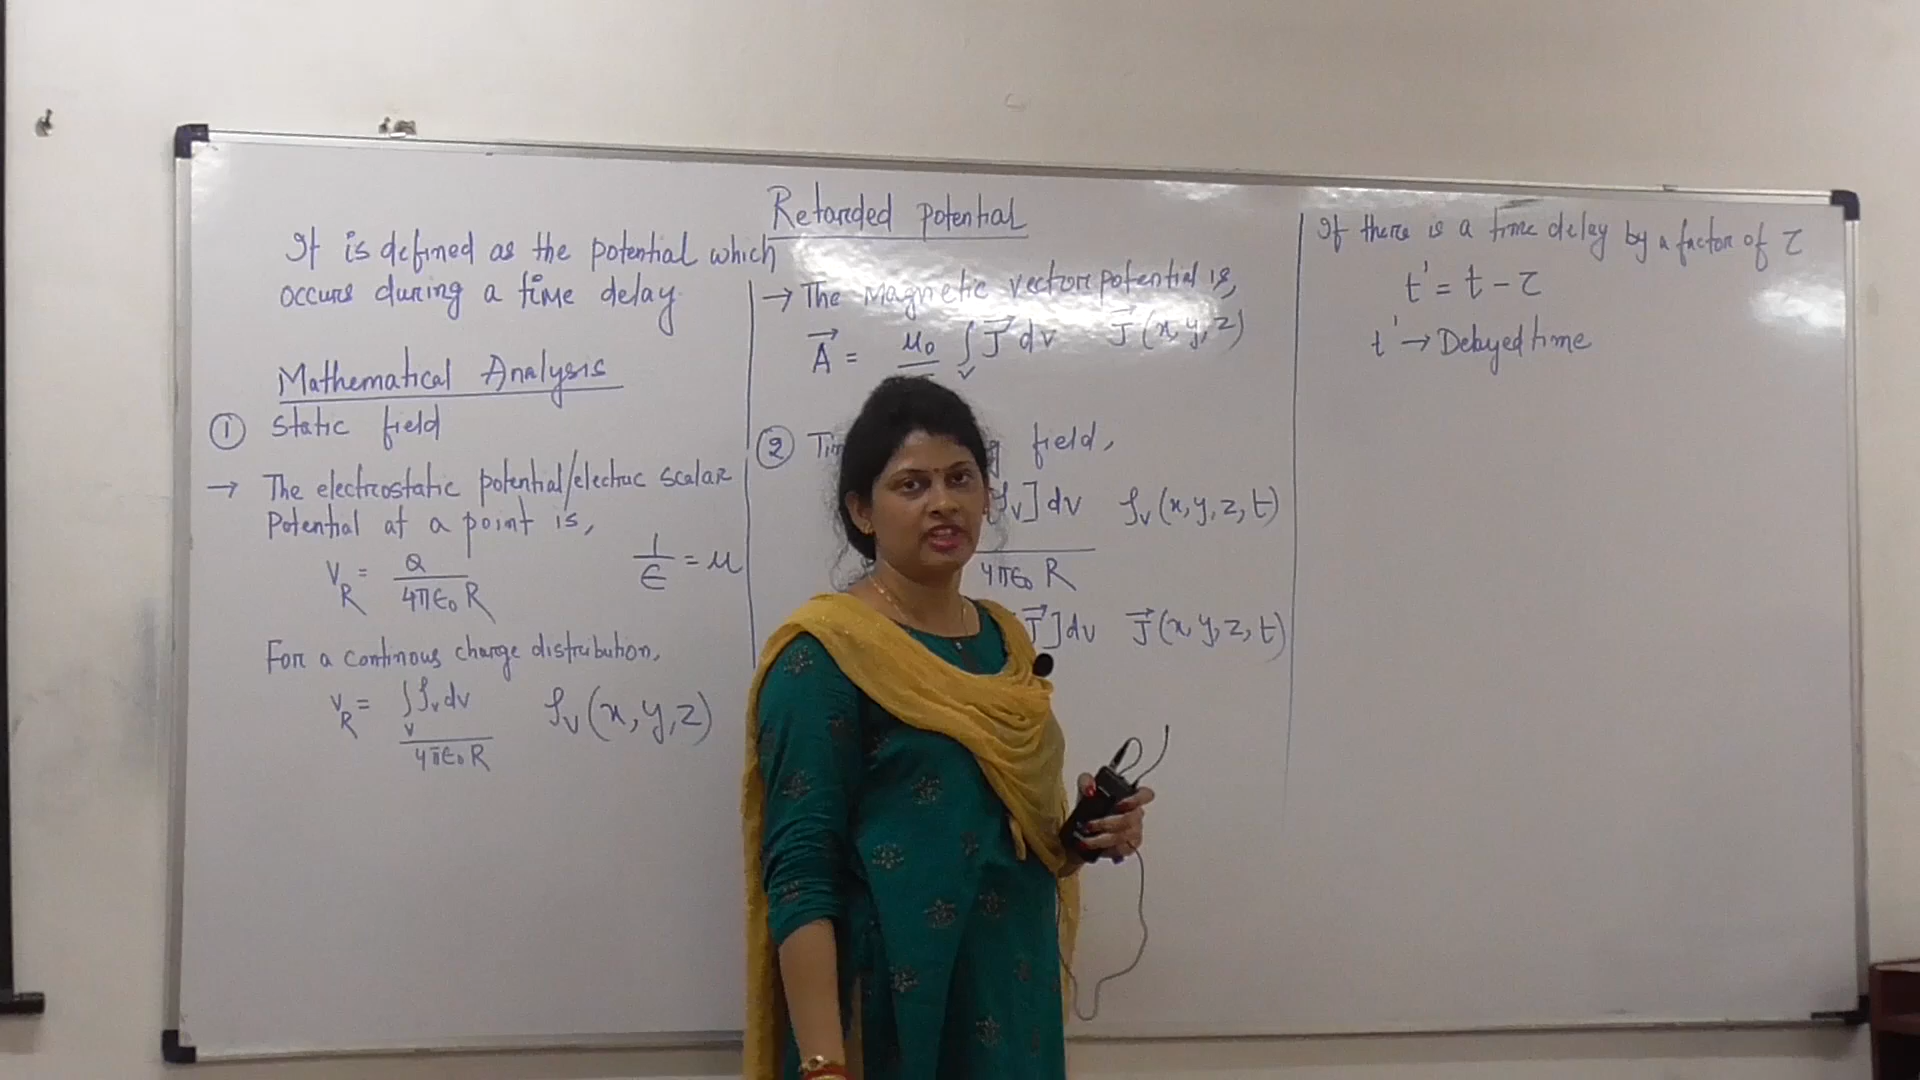 Retarded potential
It is defined as the potential which
occurs during a time delay
Mathematical Analysis
① Static field
→ The electrostatic potential/electric scalar
Potential at a point is,
V_R = Q / 4πϵ₀R
1/ϵ = μ
For a continous charge distribution,
V_R = ∫_v ρ_v dv / 4πϵ₀R ρ_v(x,y,z)
→ The Magnetic vector potential is,
A⃗ = μ₀ ∫_v J⃗ dv J⃗(x,y,z)
② field,
ρ_v] dv ρ_v(x,y,z,t)
4πϵ₀R
J⃗] dv J⃗(x,y,z,t)
If there is a time delay by a factor of τ
t' = t - τ
t' → Delayed time